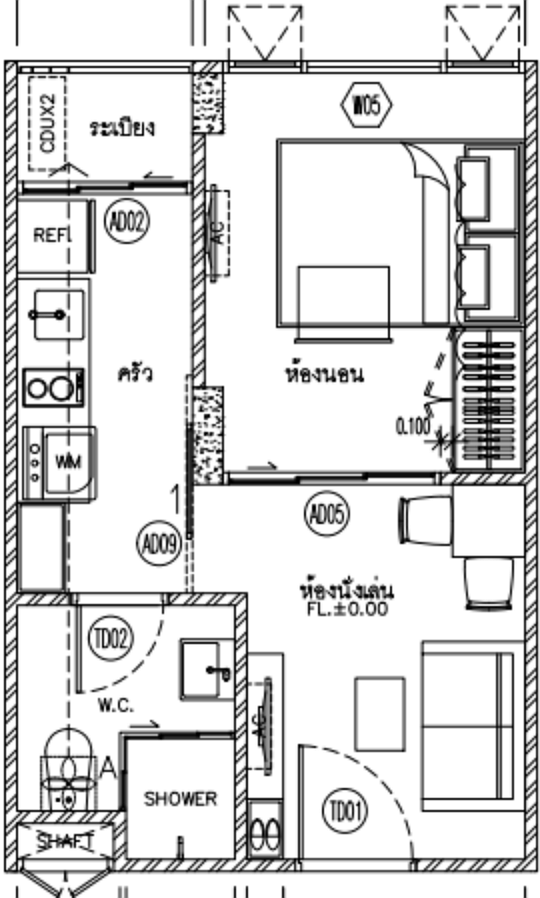 CDUX2
ระเบียง
W05
REF.
AD02
AC
ครัว
ห้องนอน
0.100
WM
AD05
AD09
ห้องนั่งเล่น
FL.±0.00
TD02
W.C.
AC
A
SHOWER
TD01
SHAFT